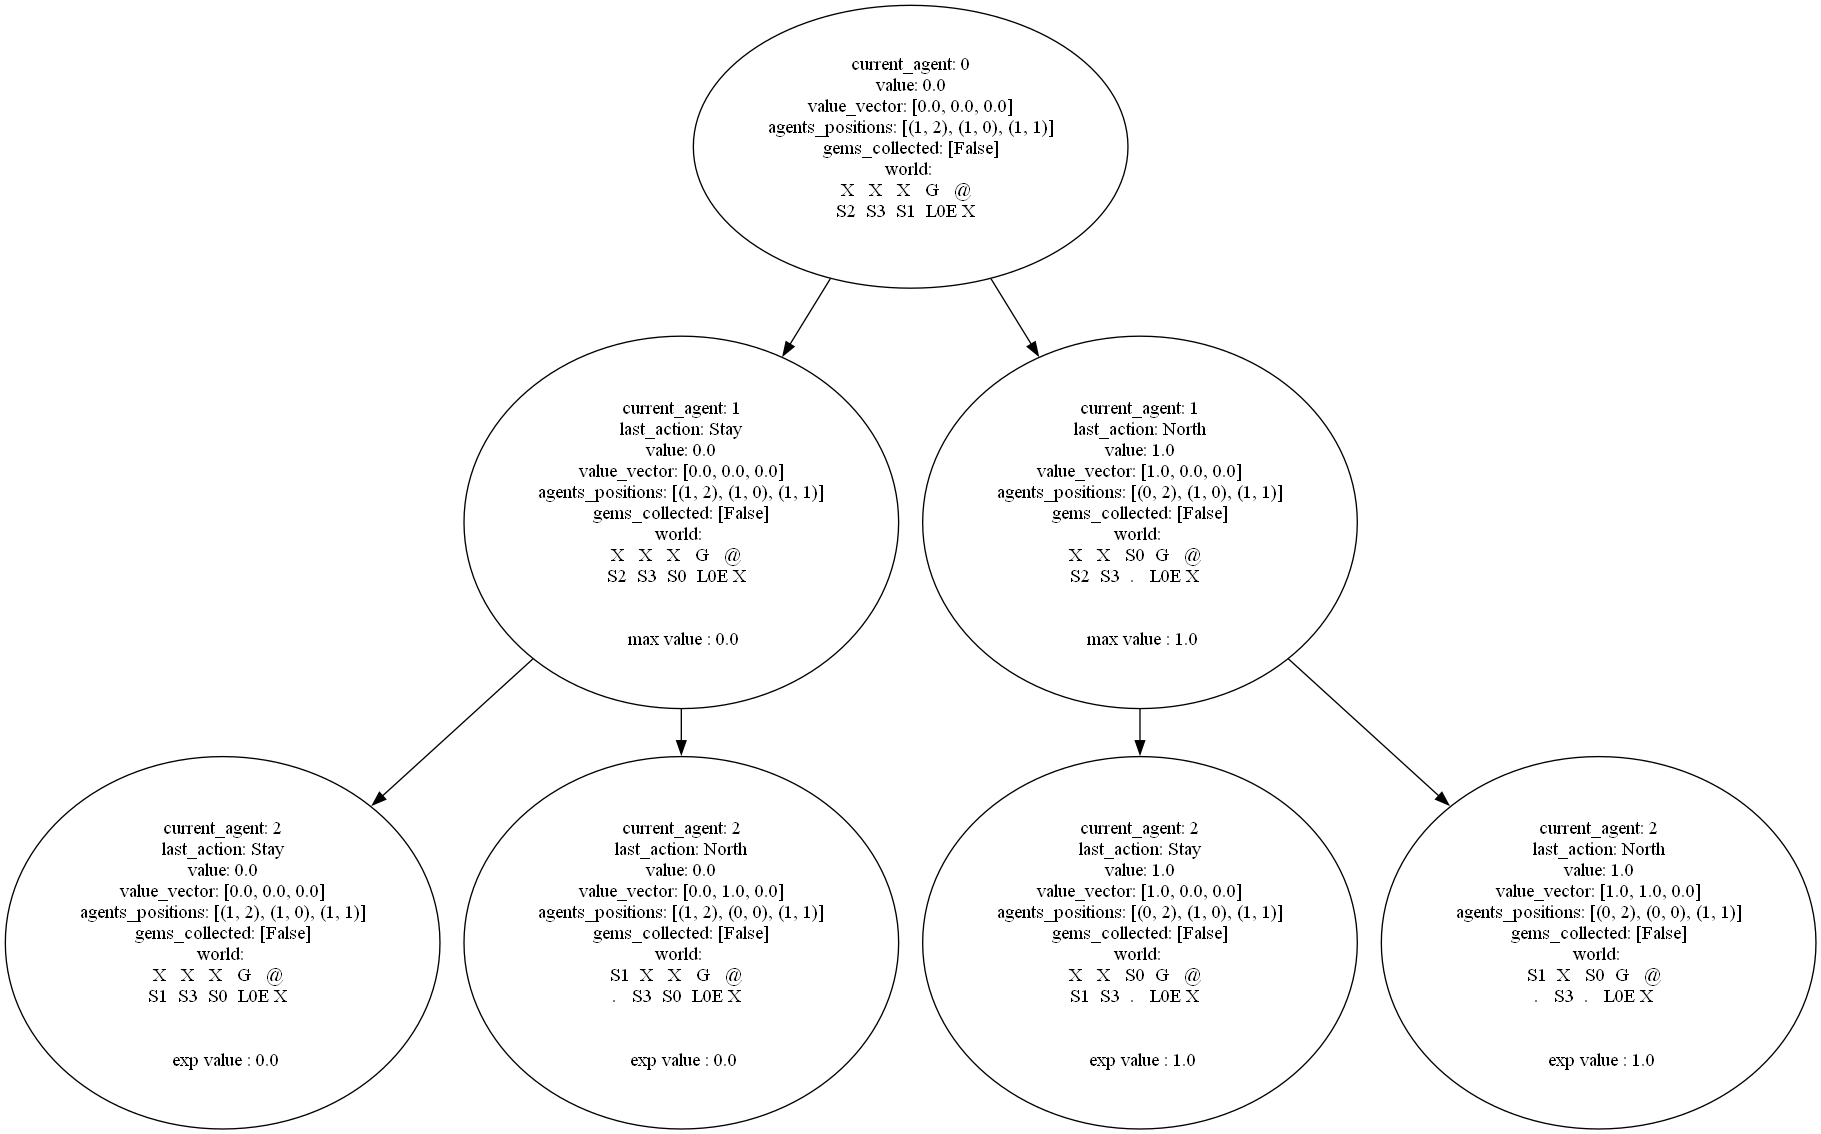 current_agent: 0
value: 0.0
value_vector: [0.0, 0.0, 0.0]
agents_positions: [(1, 2), (1, 0), (1, 1)]
gems_collected: [False]
world:
X X X G @
S2 S3 S1 L0E X
current_agent: 1
last_action: Stay
value: 0.0
value_vector: [0.0, 0.0, 0.0]
agents_positions: [(1, 2), (1, 0), (1, 1)]
gems_collected: [False]
world:
X X X G @
S2 S3 S0 L0E X
max value : 0.0
current_agent: 1
last_action: North
value: 1.0
value_vector: [1.0, 0.0, 0.0]
agents_positions: [(0, 2), (1, 0), (1, 1)]
gems_collected: [False]
world:
X X S0 G @
S2 S3 . L0E X
max value : 1.0
current_agent: 2
last_action: Stay
value: 0.0
value_vector: [0.0, 0.0, 0.0]
agents_positions: [(1, 2), (1, 0), (1, 1)]
gems_collected: [False]
world:
X X X G @
S1 S3 S0 L0E X
exp value : 0.0
current_agent: 2
last_action: North
value: 0.0
value_vector: [0.0, 1.0, 0.0]
agents_positions: [(1, 2), (0, 0), (1, 1)]
gems_collected: [False]
world:
S1 X X G @
. S3 S0 L0E X
exp value : 0.0
current_agent: 2
last_action: Stay
value: 1.0
value_vector: [1.0, 0.0, 0.0]
agents_positions: [(0, 2), (1, 0), (1, 1)]
gems_collected: [False]
world:
X X S0 G @
S1 S3 . L0E X
exp value : 1.0
current_agent: 2
last_action: North
value: 1.0
value_vector: [1.0, 1.0, 0.0]
agents_positions: [(0, 2), (0, 0), (1, 1)]
gems_collected: [False]
world:
S1 X S0 G @
. S3 . L0E X
exp value : 1.0